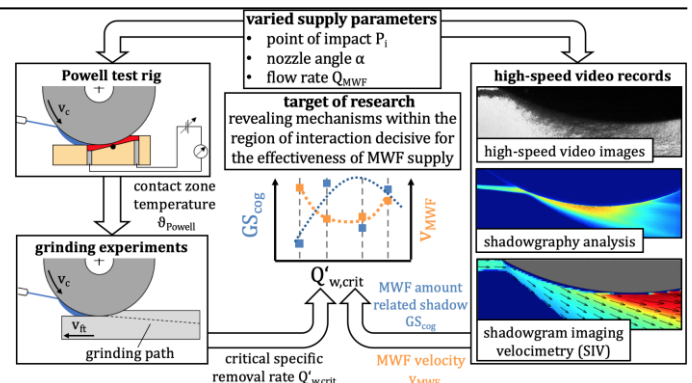 varied supply parameters
• point of impact Pi
• nozzle angle α
• flow rate QMWF
Powell test rig
vc
contact zone
temperature
ϑPowell
grinding experiments
vc
vft
grinding path
target of research
revealing mechanisms within the
region of interaction decisive for
the effectiveness of MWF supply
GScog
vMWF
Q‘w,crit
critical specific
removal rate Q‘w,crit
MWF amount
related shadow
GScog
MWF velocity
vMWF
high-speed video records
high-speed video images
shadowgraphy analysis
shadowgram imaging
velocimetry (SIV)